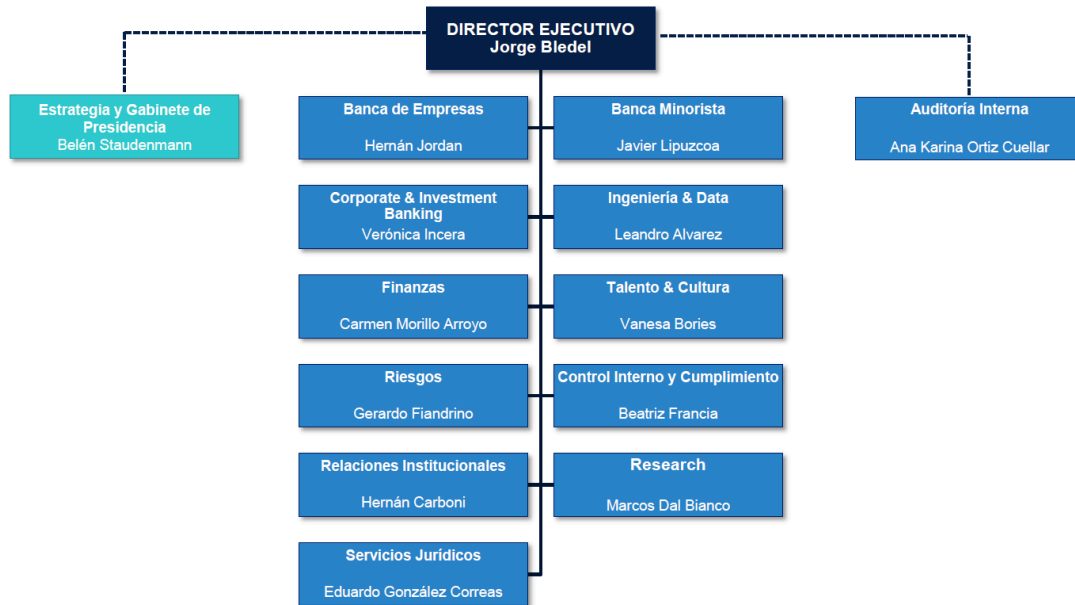 DIRECTOR EJECUTIVO
Jorge Bledel
Estrategia y Gabinete de
Presidencia
Belén Staudenmann
Banca de Empresas
Hernán Jordan
Banca Minorista
Javier Lipuzcoa
Auditoría Interna
Ana Karina Ortiz Cuellar
Corporate & Investment
Banking
Verónica Incera
Ingeniería & Data
Leandro Alvarez
Finanzas
Carmen Morillo Arroyo
Talento & Cultura
Vanesa Bories
Riesgos
Gerardo Fiandrino
Control Interno y Cumplimiento
Beatriz Francia
Relaciones Institucionales
Hernán Carboni
Research
Marcos Dal Bianco
Servicios Jurídicos
Eduardo González Correas